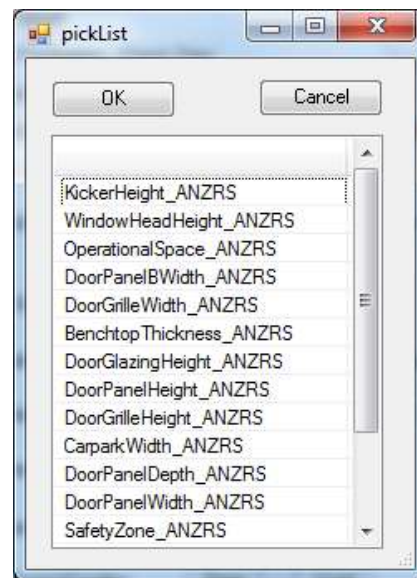 pickList
OK Cancel
KickerHeight_ANZRS
WindowHeadHeight_ANZRS
OperationalSpace_ANZRS
DoorPanelBWidth_ANZRS
DoorGrilleWidth_ANZRS
BenchtopThickness_ANZRS
DoorGlazingHeight_ANZRS
DoorPanelHeight_ANZRS
DoorGrilleHeight_ANZRS
CarparkWidth_ANZRS
DoorPanelDepth_ANZRS
DoorPanelWidth_ANZRS
SafetyZone_ANZRS